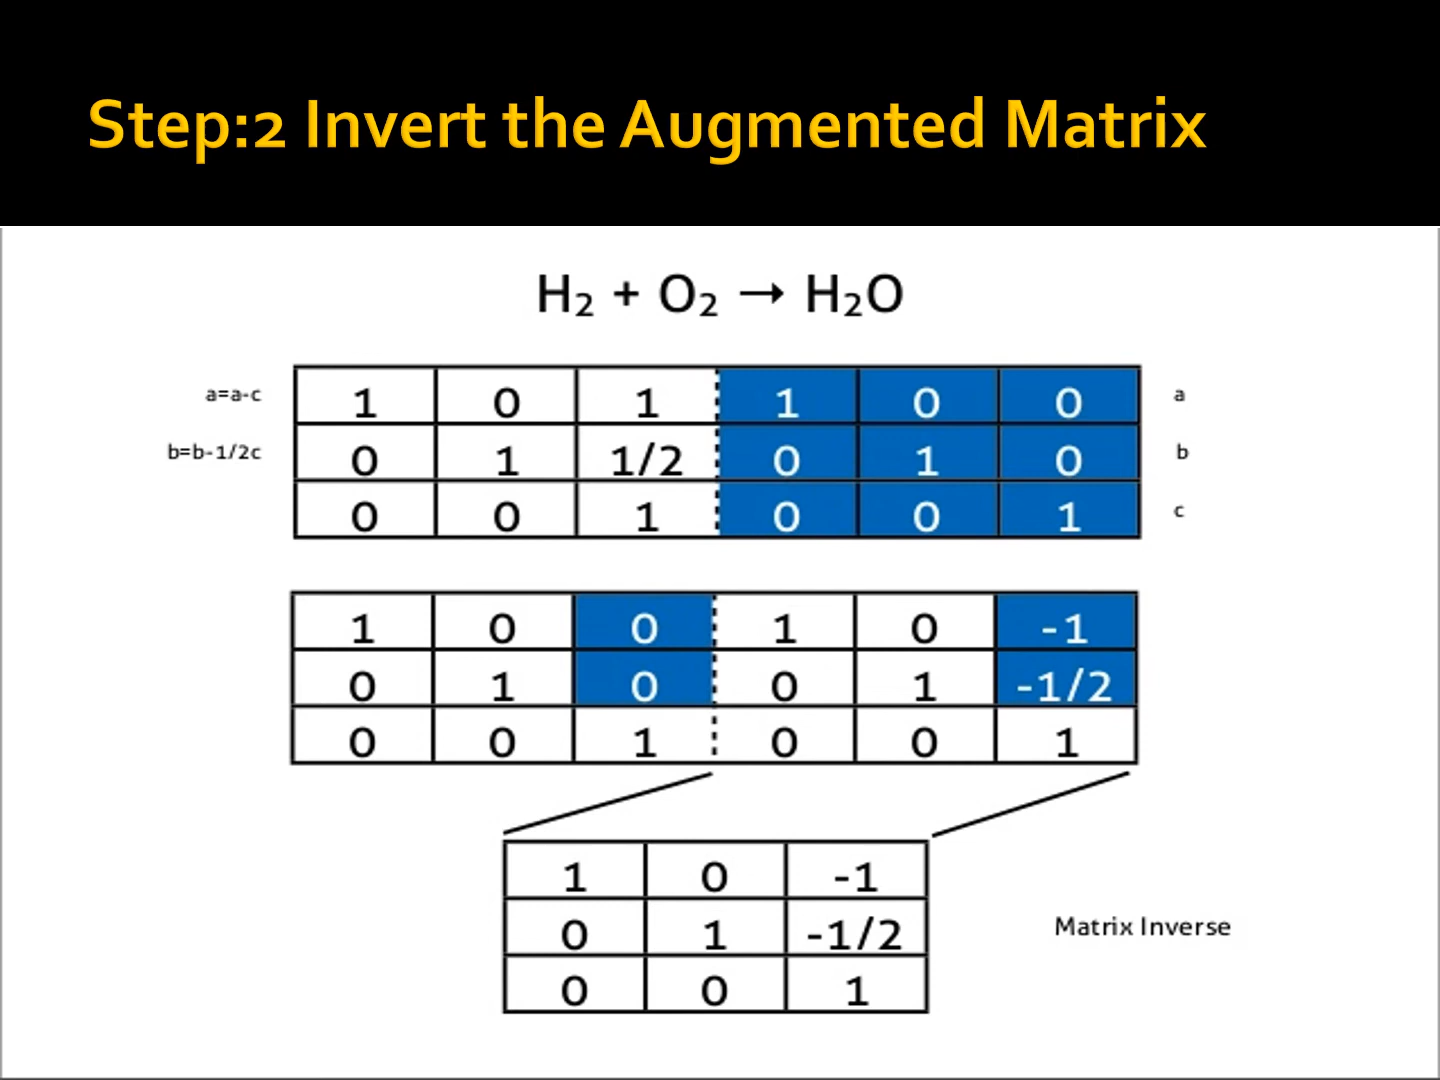 Step:2 Invert the Augmented Matrix
H₂ + O₂ → H₂O
a=a-c 1 0 1 1 0 0 a
b=b-1/2c 0 1 1/2 0 1 0 b
0 0 1 0 0 1 c
1 0 0 1 0 -1
0 1 0 0 1 -1/2
0 0 1 0 0 1
1 0 -1
0 1 -1/2 Matrix Inverse
0 0 1